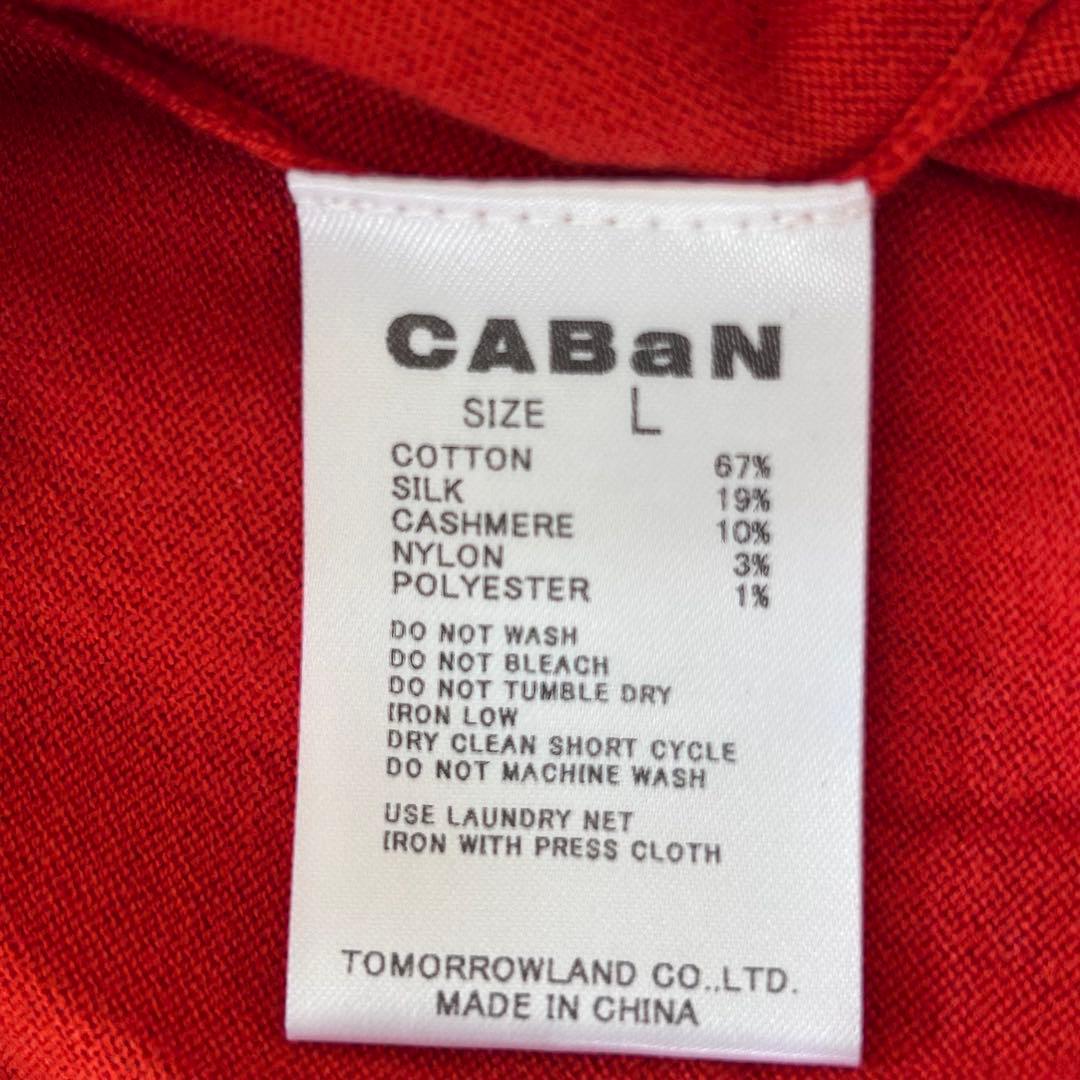 CABaN
SIZE L
COTTON 67%
SILK 19%
CASHMERE 10%
NYLON 3%
POLYESTER 1%
DO NOT WASH
DO NOT BLEACH
DO NOT TUMBLE DRY
IRON LOW
DRY CLEAN SHORT CYCLE
DO NOT MACHINE WASH
USE LAUNDRY NET
IRON WITH PRESS CLOTH
TOMORROWLAND CO.,LTD.
MADE IN CHINA